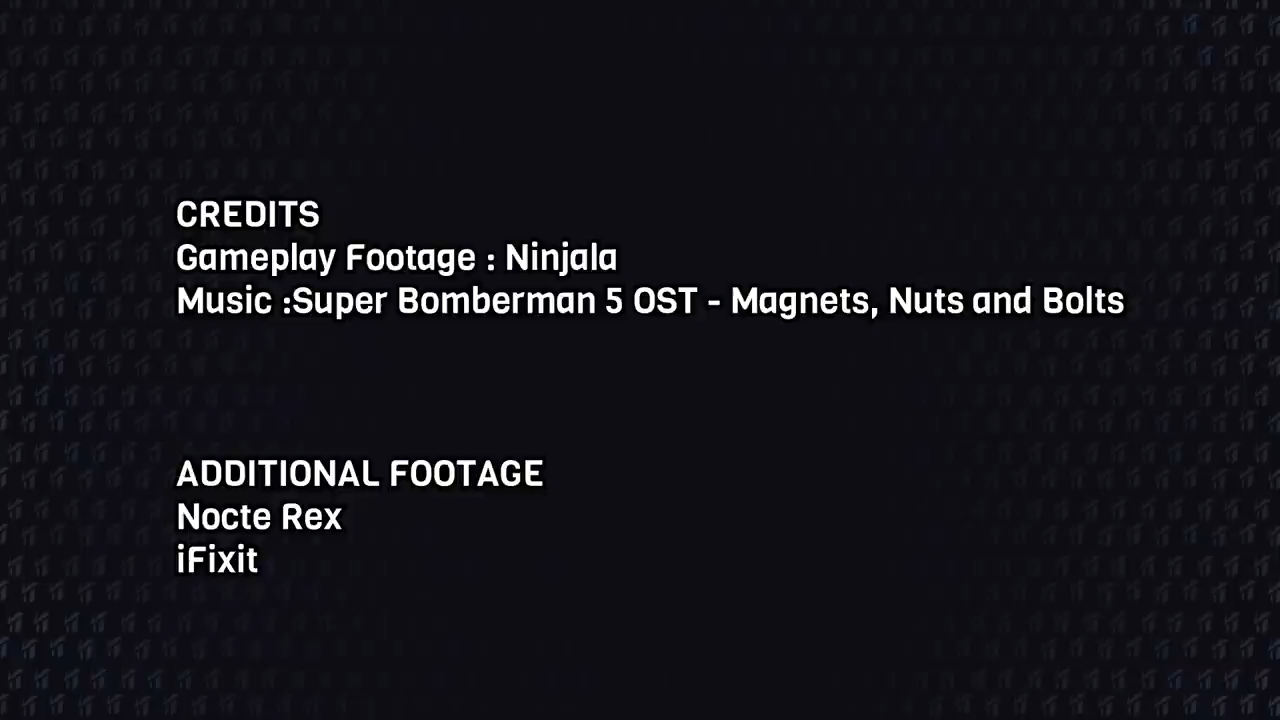 CREDITS
Gameplay Footage : Ninjala
Music :Super Bomberman 5 OST - Magnets, Nuts and Bolts
ADDITIONAL FOOTAGE
Nocte Rex
iFixit